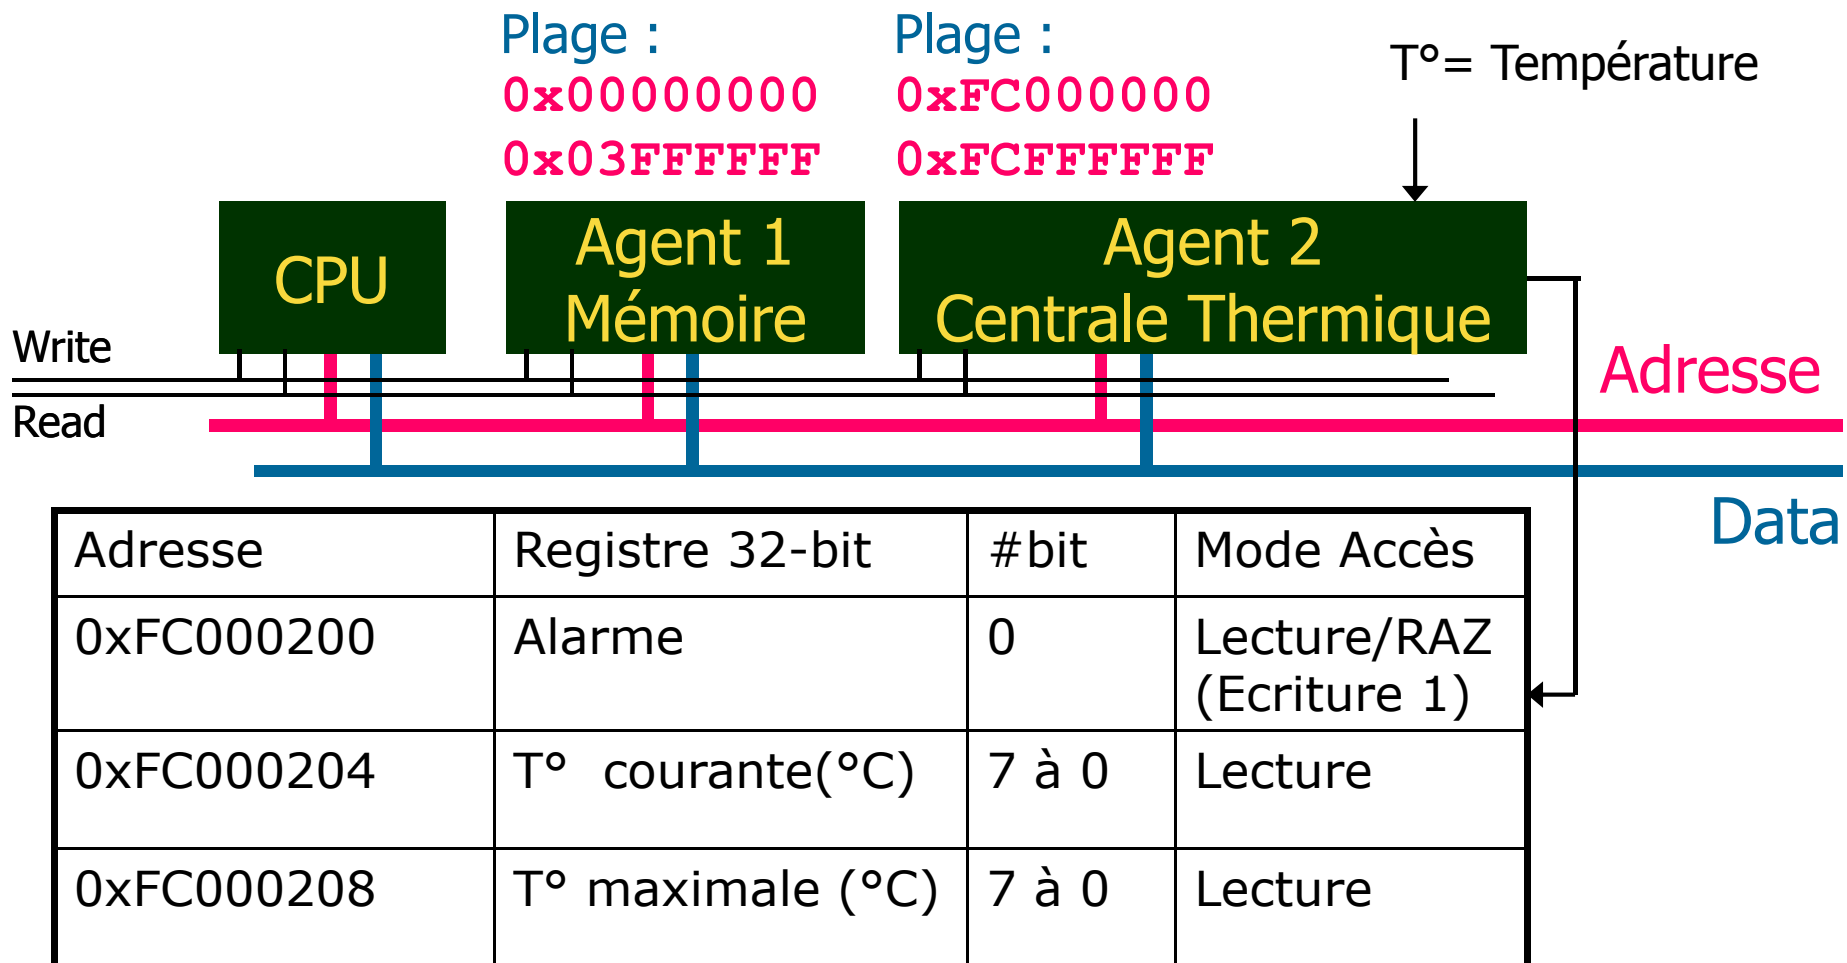 Plage :
0x00000000
0x03FFFFFF
Plage :
0xFC000000
0xFCFFFFFF
T°= Température
CPU
Agent 1
Mémoire
Agent 2
Centrale Thermique
Write
Read
Adresse
Data
Adresse Registre 32-bit #bit Mode Accès
0xFC000200 Alarme 0 Lecture/RAZ
(Ecriture 1)
0xFC000204 T° courante(°C) 7 à 0 Lecture
0xFC000208 T° maximale (°C) 7 à 0 Lecture